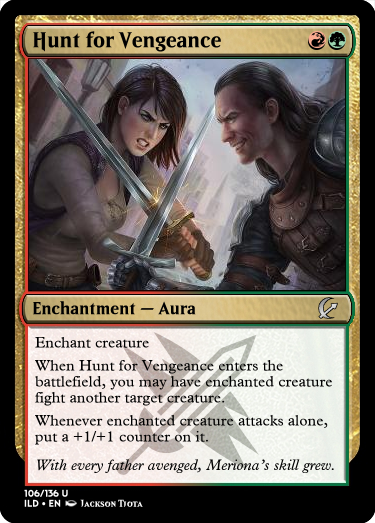 Hunt for Vengeance
Enchantment — Aura
Enchant creature
When Hunt for Vengeance enters the
battlefield, you may have enchanted creature
fight another target creature.
Whenever enchanted creature attacks alone,
put a +1/+1 counter on it.
With every father avenged, Meriona's skill grew.
106/136 U
ILD • EN Jackson Tjota